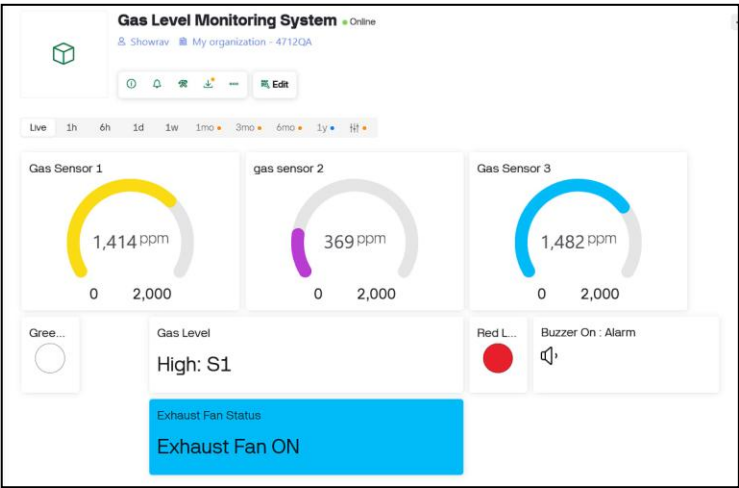 Gas Level Monitoring System Online
Showrav My organization - 4712QA
Edit
Live 1h 6h 1d 1w 1mo 3mo 6mo 1y
Gas Sensor 1 gas sensor 2 Gas Sensor 3
1,414 ppm 369 ppm 1,482 ppm
0 2,000 0 2,000 0 2,000
Gree... Gas Level Red L... Buzzer On : Alarm
High: S1
Exhaust Fan Status
Exhaust Fan ON